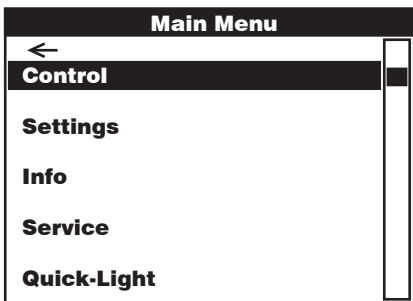 Main Menu
←
Control
Settings
Info
Service
Quick-Light